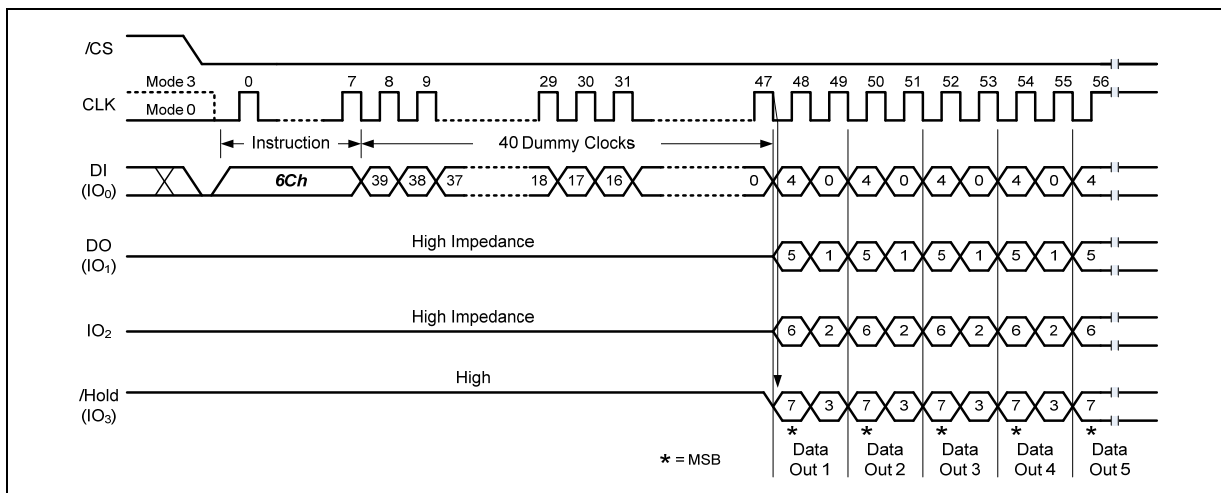 /CS
Mode 3 0 7 8 9 29 30 31 47 48 49 50 51 52 53 54 55 56
CLK
Mode 0
Instruction 40 Dummy Clocks
DI
(IO0)
6Ch 39 38 37 18 17 16 0 4 0 4 0 4 0 4 0 4
High Impedance
DO
(IO1)
5 1 5 1 5 1 5 1 5
High Impedance
IO2 6 2 6 2 6 2 6 2 6
High
/Hold
(IO3)
7 3 7 3 7 3 7 3 7
* * * * *
* = MSB
Data Out 1
Data Out 2
Data Out 3
Data Out 4
Data Out 5